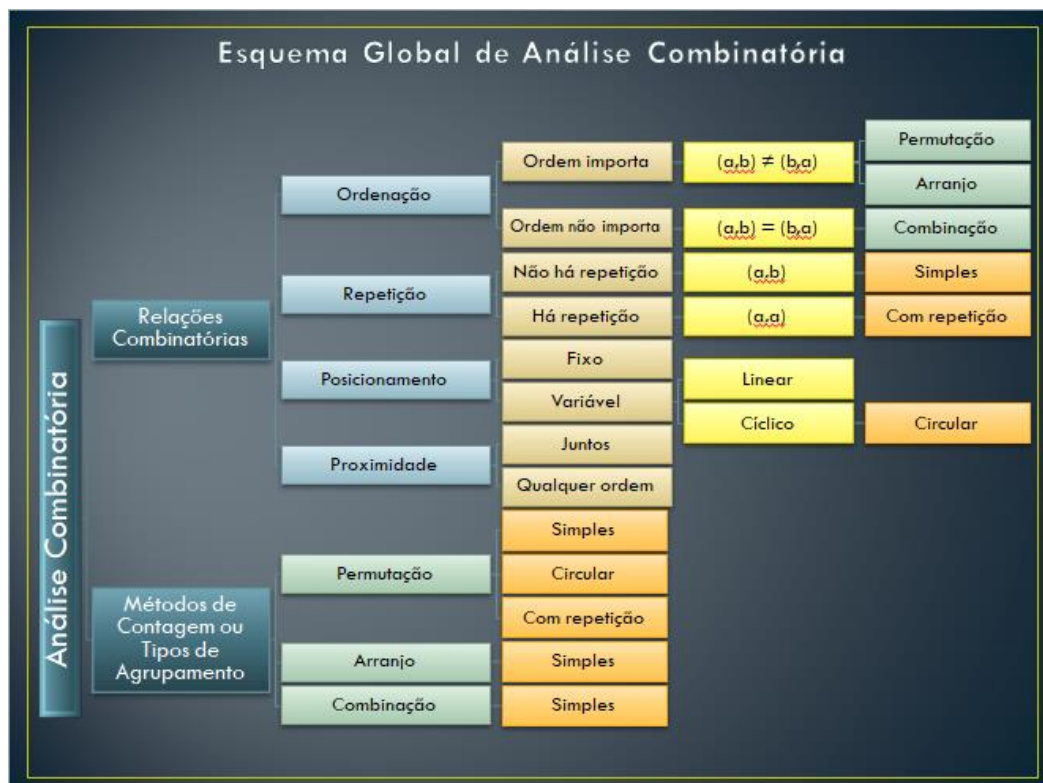 Esquema Global de Análise Combinatória
Análise Combinatória
Relações
Combinatórias
Ordenação
Ordem importa
(a,b) ≠ (b,a)
Permutação
Arranjo
Ordem não importa
(a,b) = (b,a)
Combinação
Repetição
Não há repetição
(a,b)
Simples
Há repetição
(a,a)
Com repetição
Posicionamento
Fixo
Variável
Linear
Cíclico
Circular
Proximidade
Juntos
Qualquer ordem
Métodos de
Contagem ou
Tipos de
Agrupamento
Permutação
Simples
Circular
Com repetição
Arranjo
Simples
Combinação
Simples